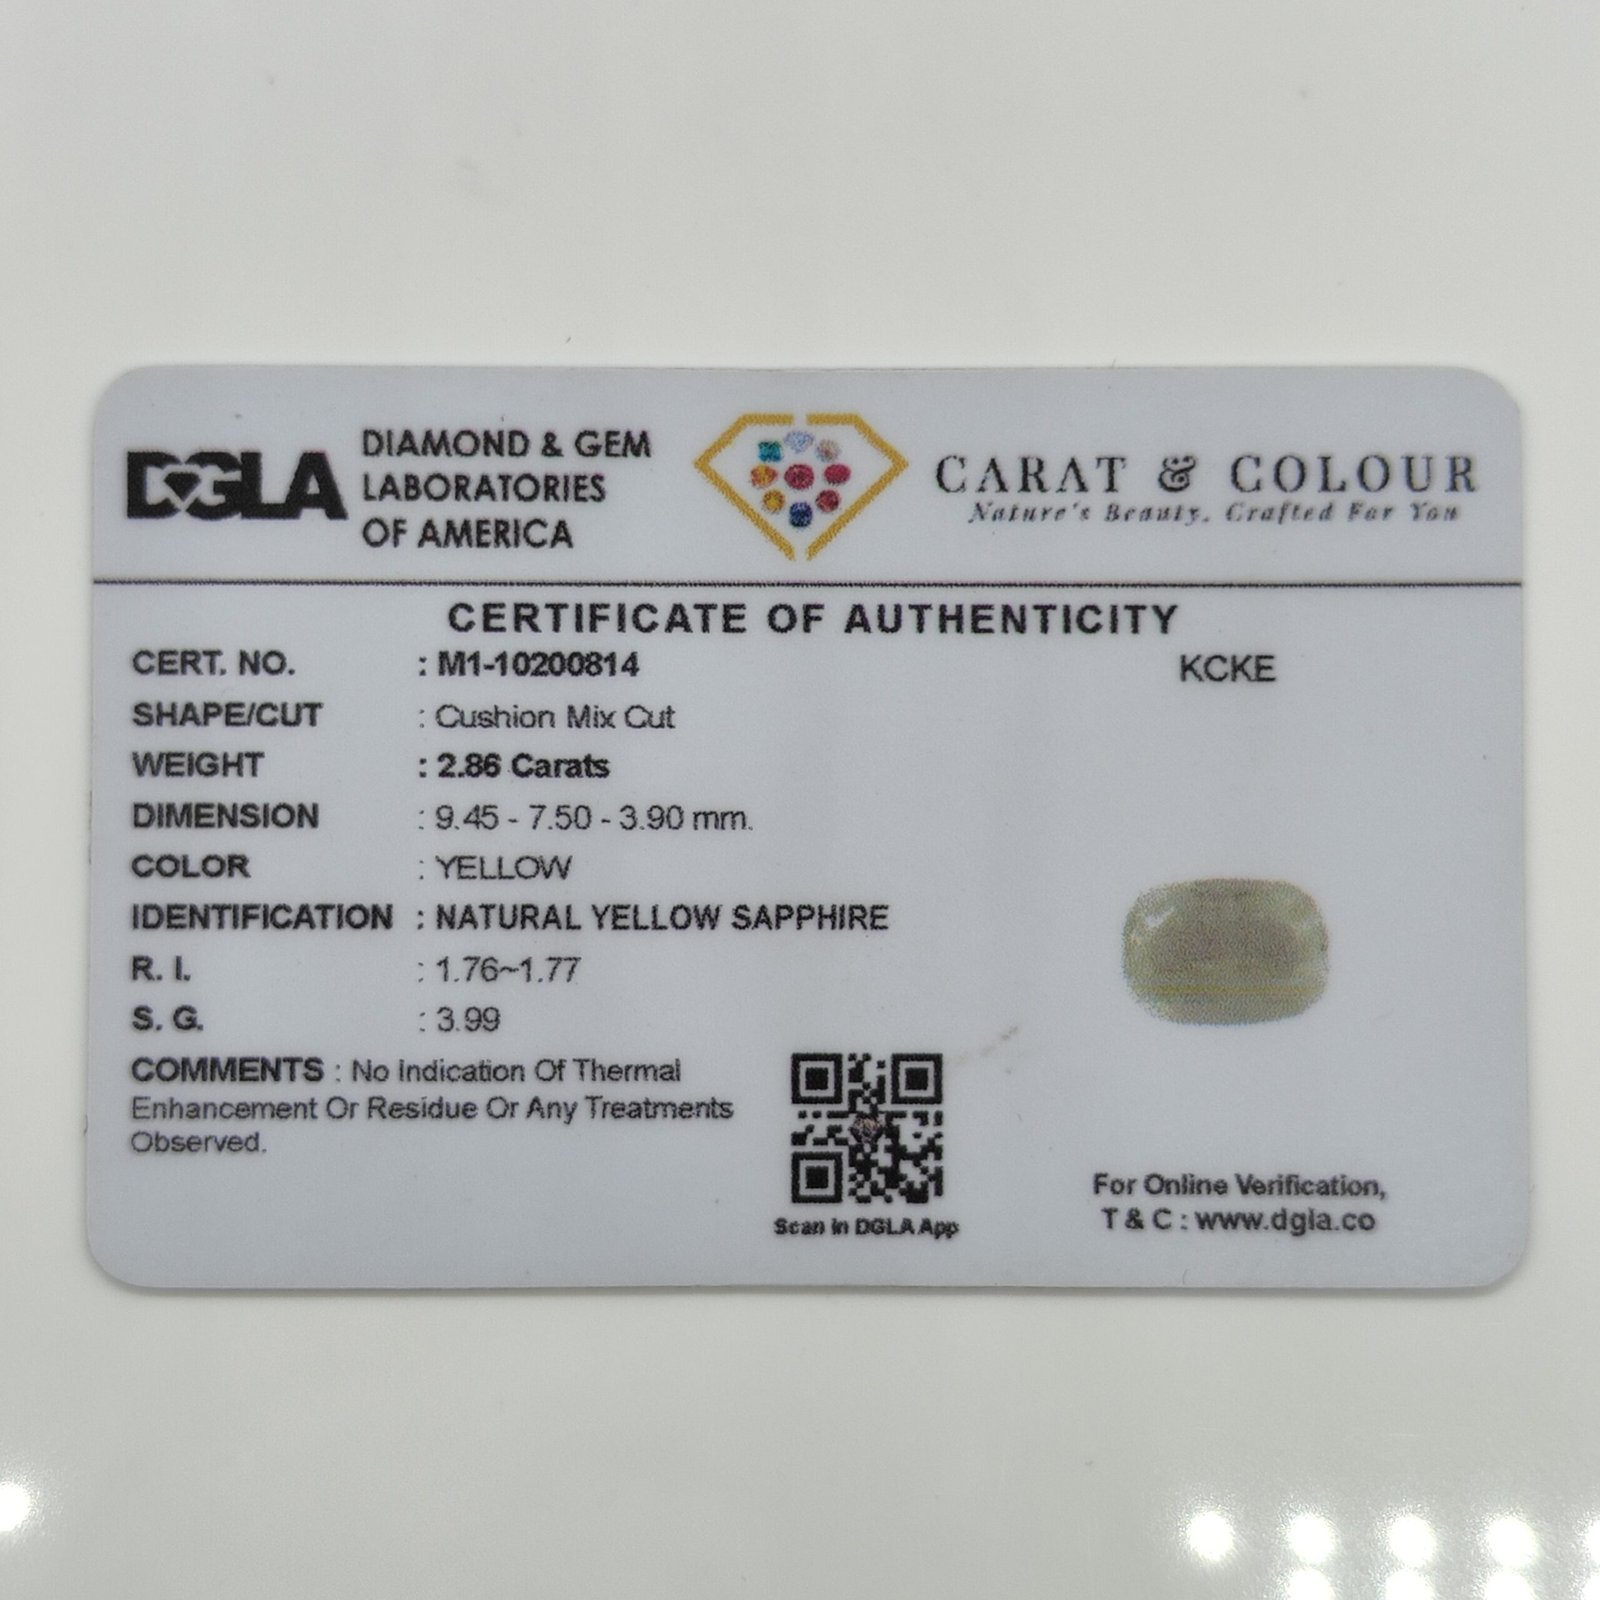 DGLA
DIAMOND & GEM
LABORATORIES
OF AMERICA
CARAT & COLOUR
Nature's Beauty, Crafted For You
CERTIFICATE OF AUTHENTICITY
CERT. NO. : M1-10200814
KCKE
SHAPE/CUT : Cushion Mix Cut
WEIGHT : 2.86 Carats
DIMENSION : 9.45 - 7.50 - 3.90 mm.
COLOR : YELLOW
IDENTIFICATION : NATURAL YELLOW SAPPHIRE
R. I. : 1.76~1.77
S. G. : 3.99
COMMENTS : No Indication Of Thermal
Enhancement Or Residue Or Any Treatments
Observed.
Scan in DGLA App
For Online Verification,
T & C : www.dgla.co